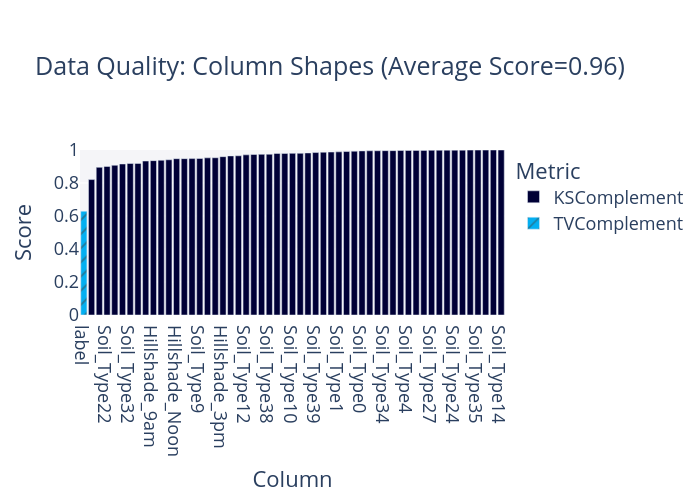 Data Quality: Column Shapes (Average Score=0.96)
Metric
KSComplement
TVComplement
Score
1
0.8
0.6
0.4
0.2
0
label
Soil_Type22
Soil_Type32
Hillshade_9am
Hillshade_Noon
Soil_Type9
Hillshade_3pm
Soil_Type12
Soil_Type38
Soil_Type10
Soil_Type39
Soil_Type1
Soil_Type0
Soil_Type34
Soil_Type4
Soil_Type27
Soil_Type24
Soil_Type35
Soil_Type14
Column